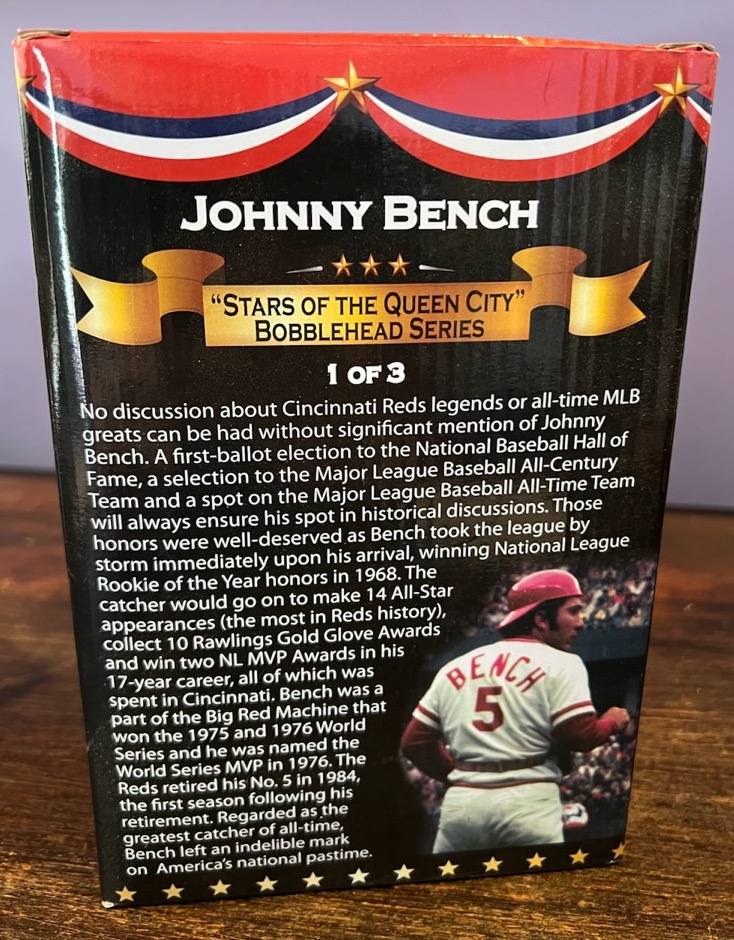 JOHNNY BENCH
"STARS OF THE QUEEN CITY"
BOBBLEHEAD SERIES
1 OF 3
No discussion about Cincinnati Reds legends or all-time MLB
greats can be had without significant mention of Johnny
Bench. A first-ballot election to the National Baseball Hall of
Fame, a selection to the Major League Baseball All-Century
Team and a spot on the Major League Baseball All-Time Team
will always ensure his spot in historical discussions. Those
honors were well-deserved as Bench took the league by
storm immediately upon his arrival, winning National League
Rookie of the Year honors in 1968. The
catcher would go on to make 14 All-Star
appearances (the most in Reds history),
collect 10 Rawlings Gold Glove Awards
and win two NL MVP Awards in his
17-year career, all of which was
spent in Cincinnati. Bench was a
part of the Big Red Machine that
won the 1975 and 1976 World
Series and he was named the
World Series MVP in 1976. The
Reds retired his No. 5 in 1984,
the first season following his
retirement. Regarded as the
greatest catcher of all-time,
Bench left an indelible mark
on America's national pastime.
BENCH
5